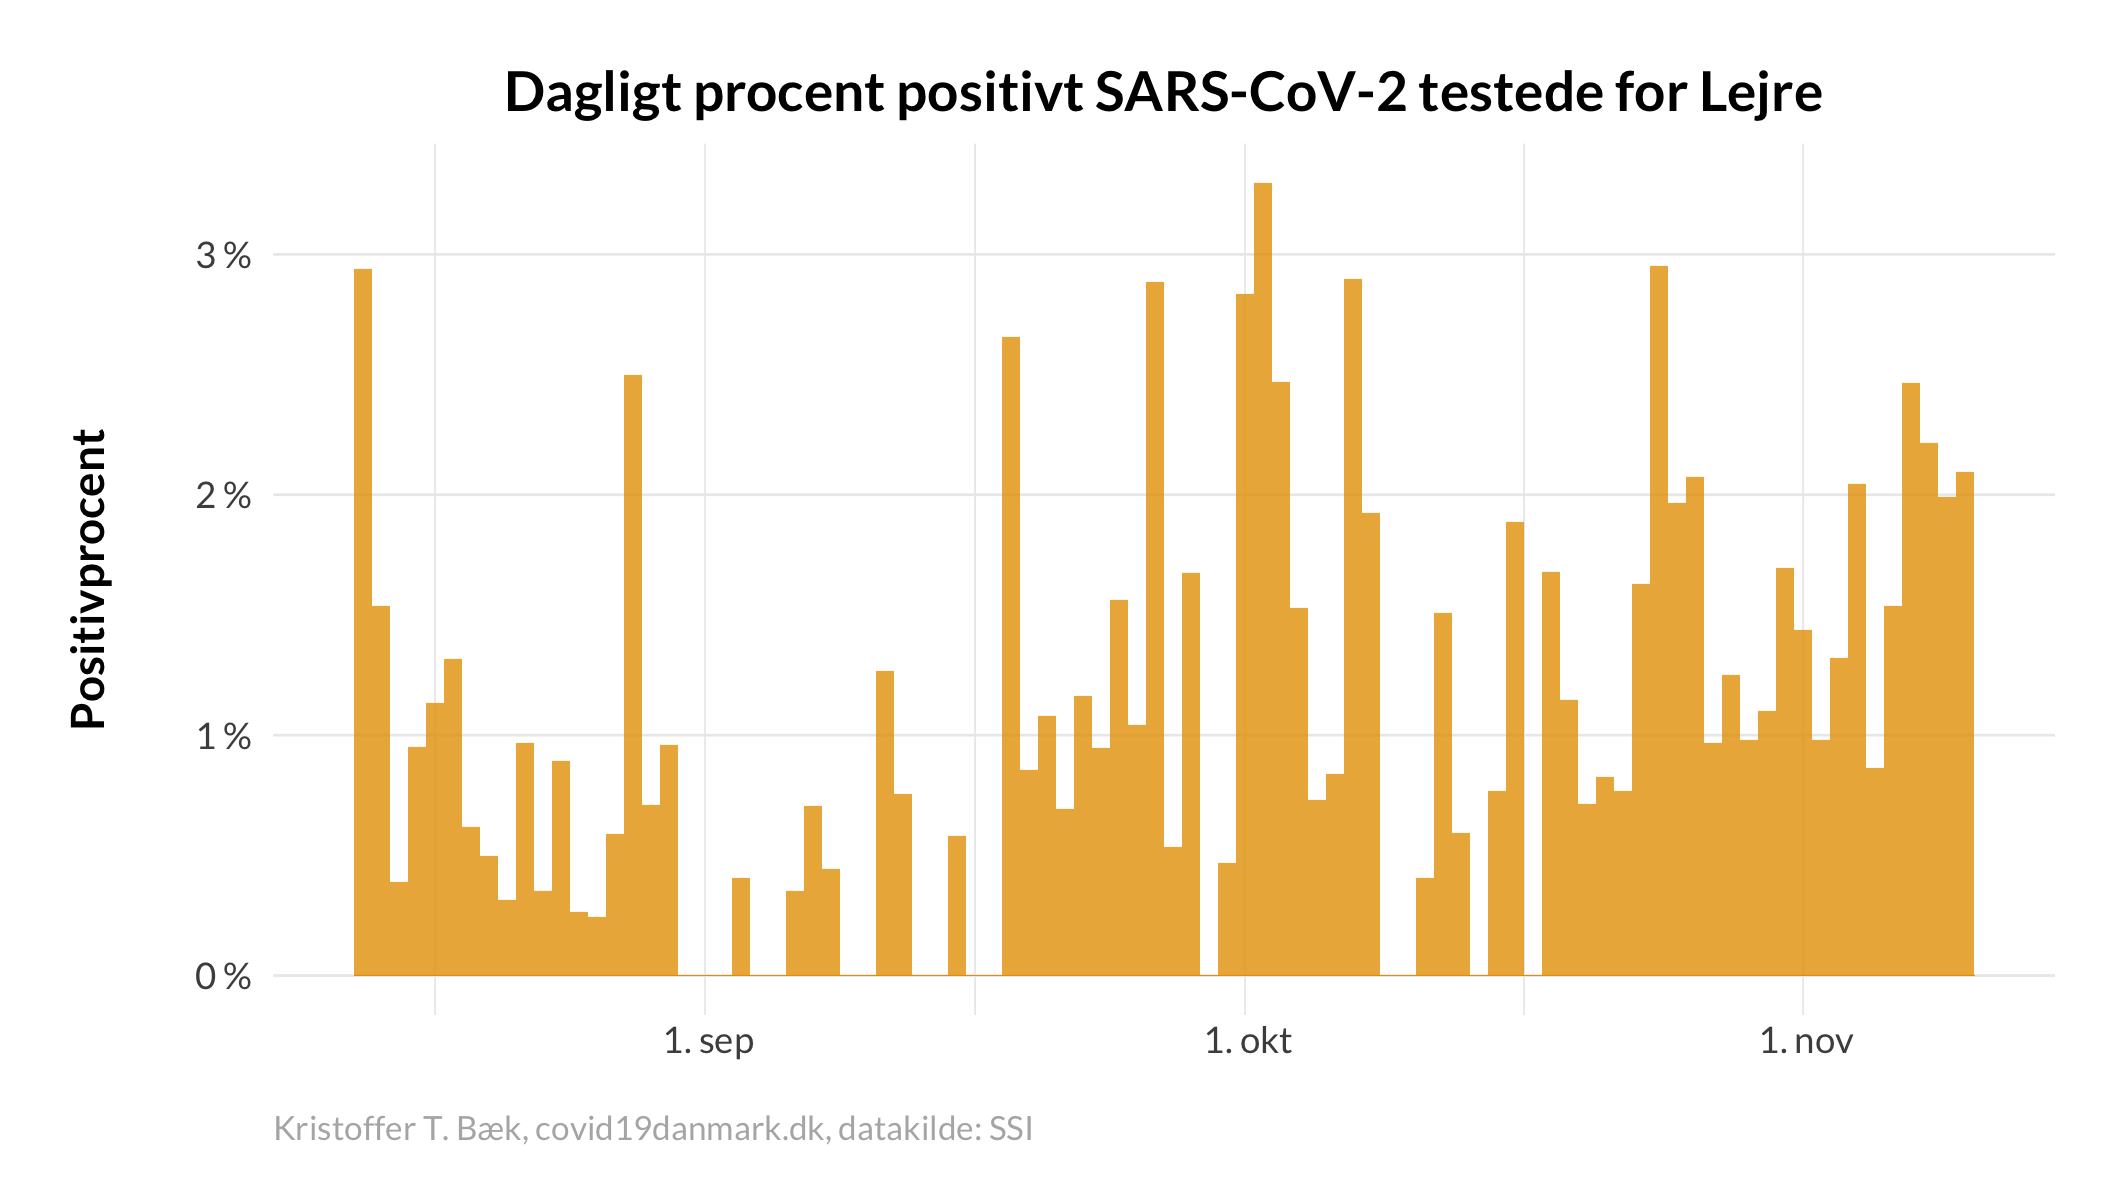 Dagligt procent positivt SARS-CoV-2 testede for Lejre
Positivprocent
3 %
2 %
1 %
0 %
1. sep
1. okt
1. nov
Kristoffer T. Bæk, covid19danmark.dk, datakilde: SSI